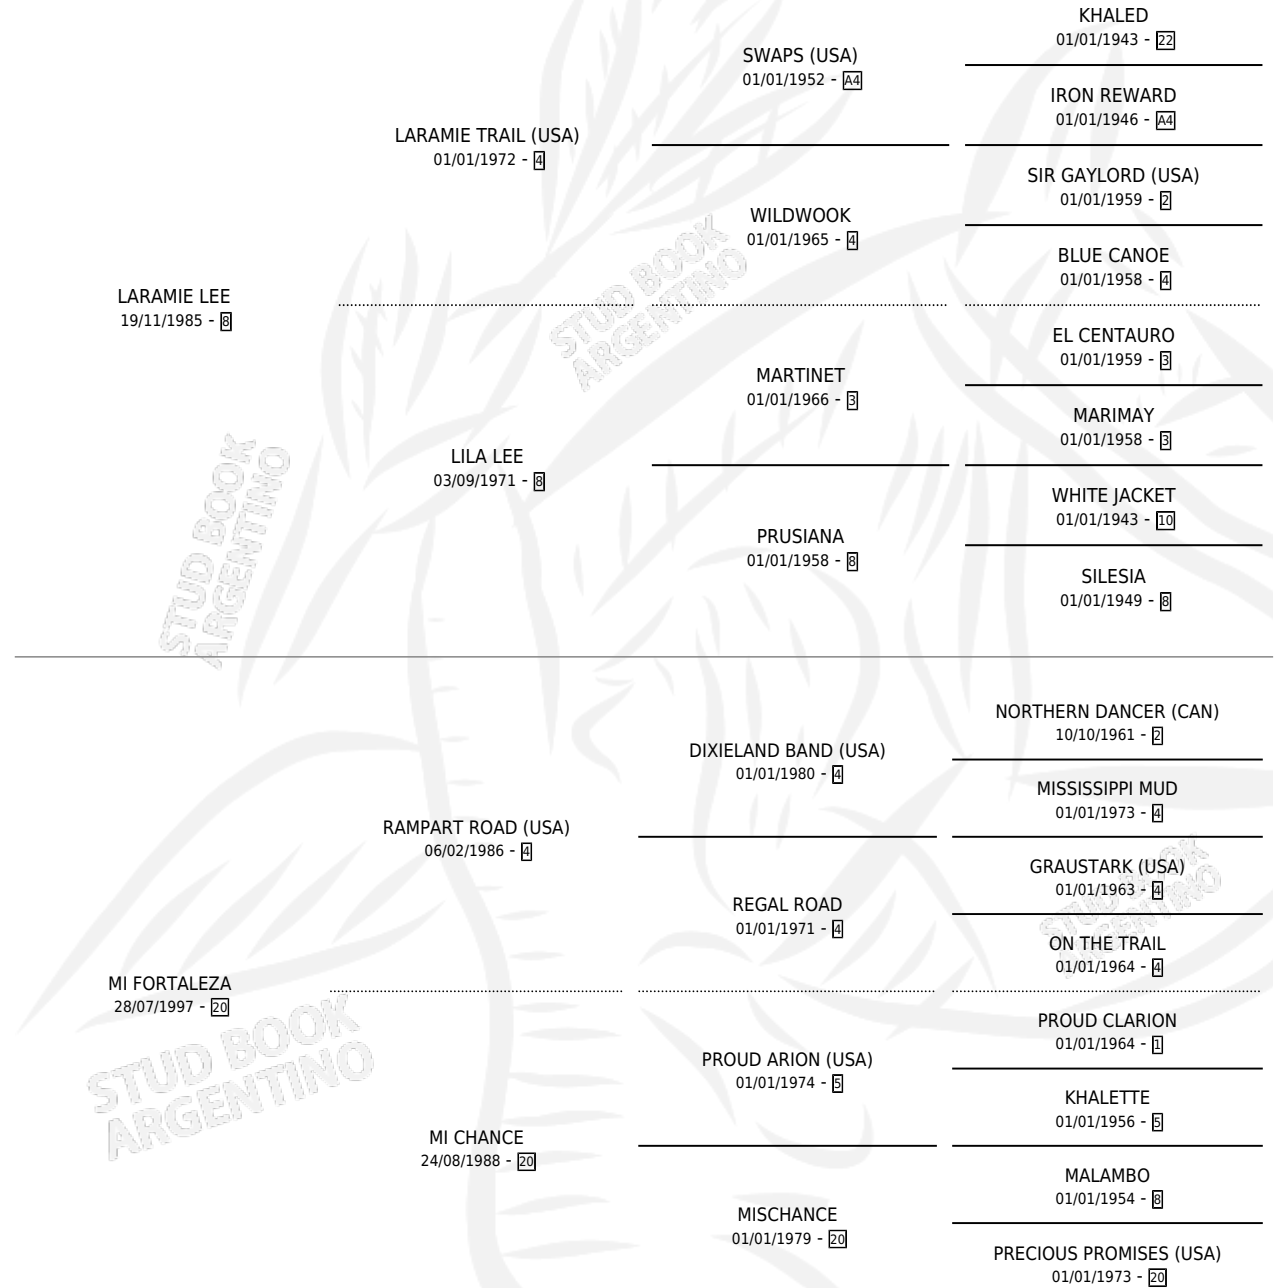 KHALED
01/01/1943 - 22
SWAPS (USA)
01/01/1952 - A4
IRON REWARD
01/01/1946 - A4
LARAMIE TRAIL (USA)
01/01/1972 - 4
SIR GAYLORD (USA)
01/01/1959 - 2
WILDWOOK
01/01/1965 - 4
BLUE CANOE
01/01/1958 - 4
LARAMIE LEE
19/11/1985 - 8
EL CENTAURO
01/01/1959 - 3
MARTINET
01/01/1966 - 3
MARIMAY
01/01/1958 - 3
LILA LEE
03/09/1971 - 8
WHITE JACKET
01/01/1943 - 10
PRUSIANA
01/01/1958 - 8
SILESIA
01/01/1949 - 8
STUD BOOK
ARGENTINO
STUD BOOK
ARGENTINO
NORTHERN DANCER (CAN)
10/10/1961 - 2
DIXIELAND BAND (USA)
01/01/1980 - 4
MISSISSIPPI MUD
01/01/1973 - 4
RAMPART ROAD (USA)
06/02/1986 - 4
GRAUSTARK (USA)
01/01/1963 - 4
REGAL ROAD
01/01/1971 - 4
ON THE TRAIL
01/01/1964 - 4
MI FORTALEZA
28/07/1997 - 20
PROUD CLARION
01/01/1964 - 1
PROUD ARION (USA)
01/01/1974 - 5
KHALETTE
01/01/1956 - 5
MI CHANCE
24/08/1988 - 20
MALAMBO
01/01/1954 - 8
MISCHANCE
01/01/1979 - 20
PRECIOUS PROMISES (USA)
01/01/1973 - 20
STUD BOOK
ARGENTINO
STUD BOOK
ARGENTINO